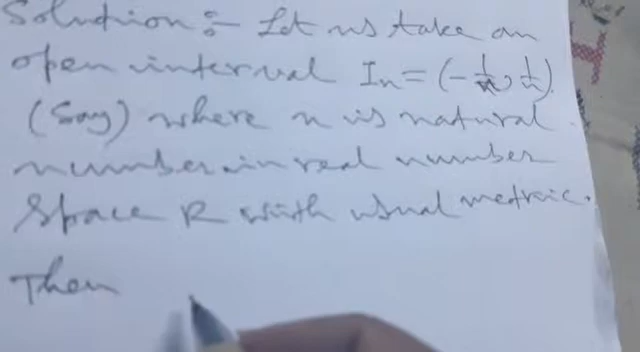 Solution :- Let us take an
open interval Iₙ = (-1/n, 1/n)
(Say) where n is natural
number in real number
Space R with usual metric.
Then